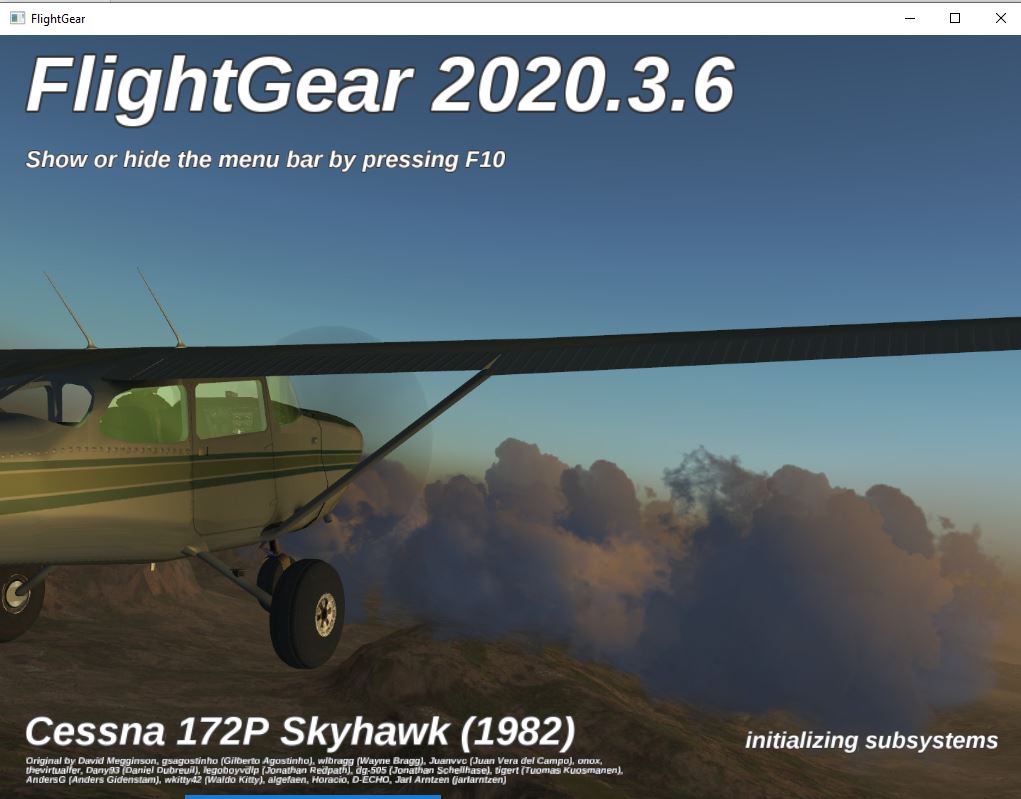 FlightGear
FlightGear 2020.3.6
Show or hide the menu bar by pressing F10
Cessna 172P Skyhawk (1982)
initializing subsystems
Original by David Megginson, gsagostinho (Gilberto Agostinho), wlbragg (Wayne Bragg), Juanvvc (Juan Vera del Campo), onox,
thevirtualfer, Dany93 (Daniel Dubreuil), legoboyvdlp (Jonathan Redpath), dg-505 (Jonathan Schellhase), tigert (Tuomas Kuosmanen),
AndersG (Anders Gidenstam), wkitty42 (Waldo Kitty), algefaen, Horacio, D-ECHO, Jarl Arntzen (jarlarntzen)